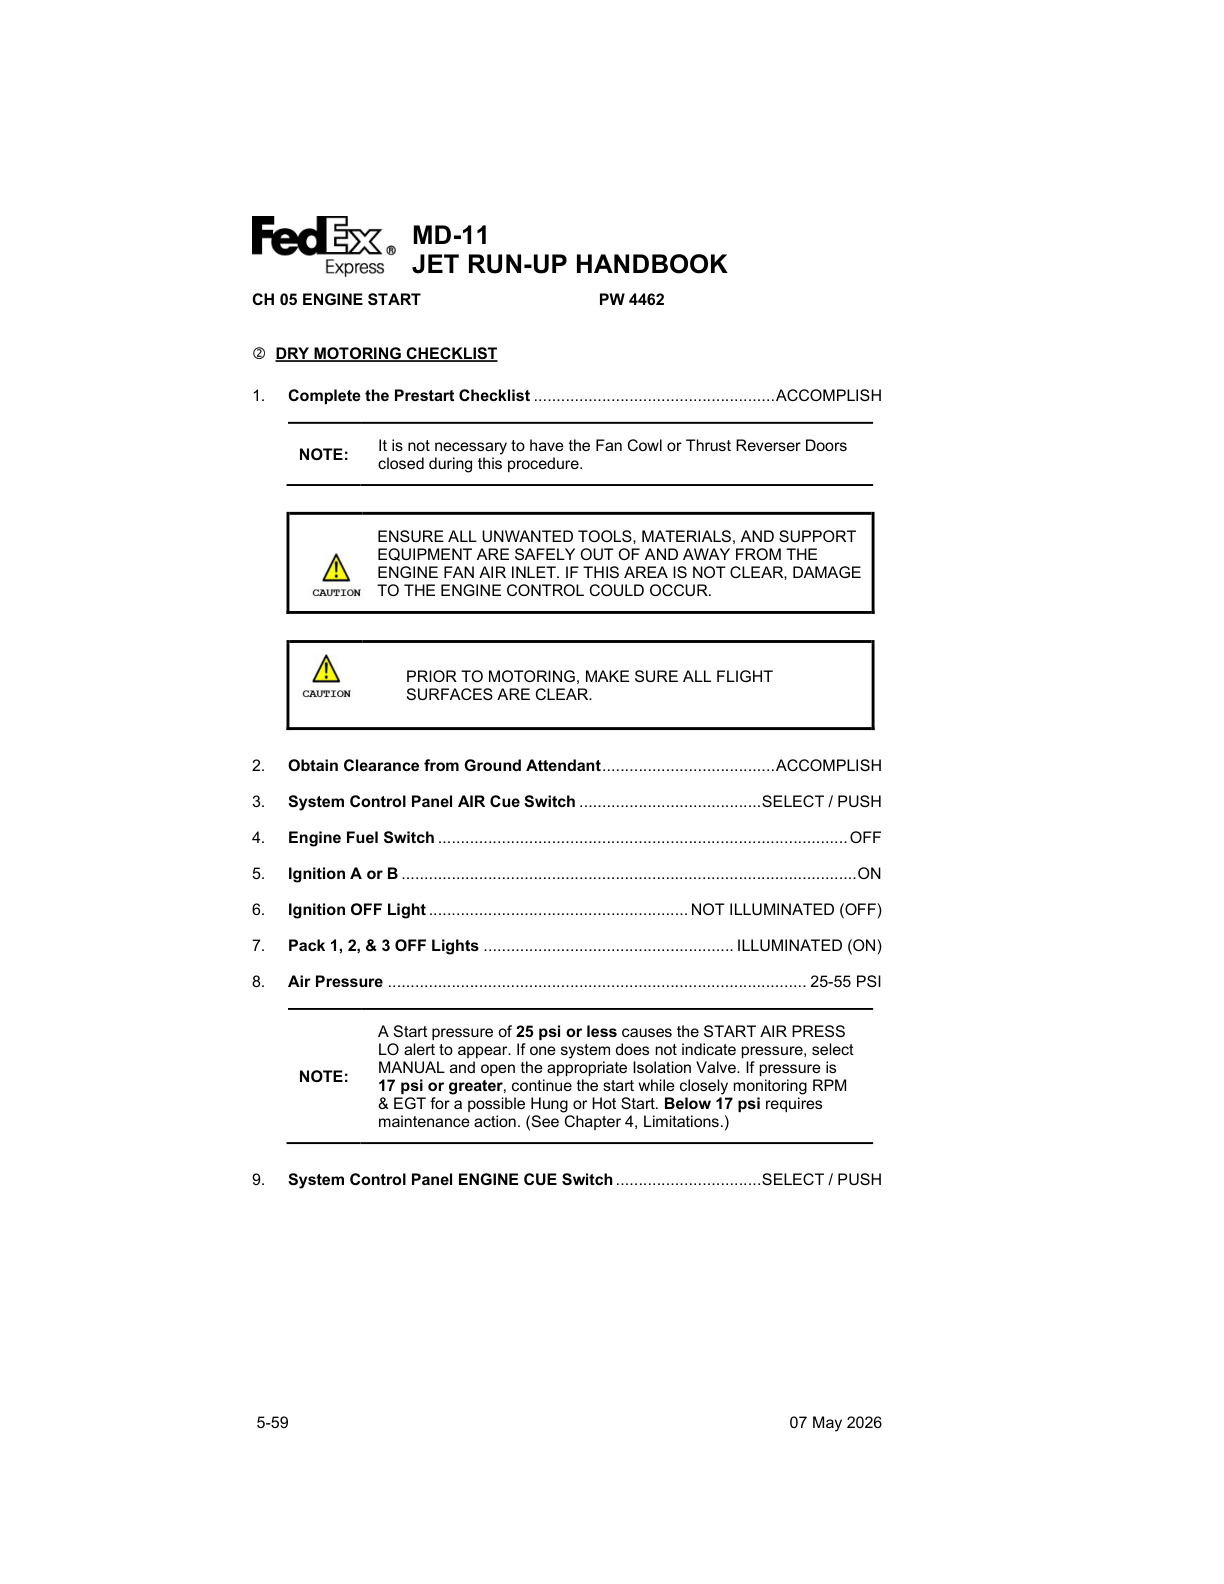 FedEx® MD-11
Express JET RUN-UP HANDBOOK
CH 05 ENGINE START PW 4462
② DRY MOTORING CHECKLIST
1. Complete the Prestart Checklist .....................................................ACCOMPLISH
NOTE: It is not necessary to have the Fan Cowl or Thrust Reverser Doors
closed during this procedure.
ENSURE ALL UNWANTED TOOLS, MATERIALS, AND SUPPORT
EQUIPMENT ARE SAFELY OUT OF AND AWAY FROM THE
ENGINE FAN AIR INLET. IF THIS AREA IS NOT CLEAR, DAMAGE
CAUTION TO THE ENGINE CONTROL COULD OCCUR.
CAUTION PRIOR TO MOTORING, MAKE SURE ALL FLIGHT
SURFACES ARE CLEAR.
2. Obtain Clearance from Ground Attendant......................................ACCOMPLISH
3. System Control Panel AIR Cue Switch ........................................SELECT / PUSH
4. Engine Fuel Switch ..........................................................................................OFF
5. Ignition A or B....................................................................................................ON
6. Ignition OFF Light ......................................................... NOT ILLUMINATED (OFF)
7. Pack 1, 2, & 3 OFF Lights ....................................................... ILLUMINATED (ON)
8. Air Pressure ............................................................................................ 25-55 PSI
A Start pressure of 25 psi or less causes the START AIR PRESS
LO alert to appear. If one system does not indicate pressure, select
MANUAL and open the appropriate Isolation Valve. If pressure is
NOTE: 17 psi or greater, continue the start while closely monitoring RPM
& EGT for a possible Hung or Hot Start. Below 17 psi requires
maintenance action. (See Chapter 4, Limitations.)
9. System Control Panel ENGINE CUE Switch ................................SELECT / PUSH
5-59 07 May 2026